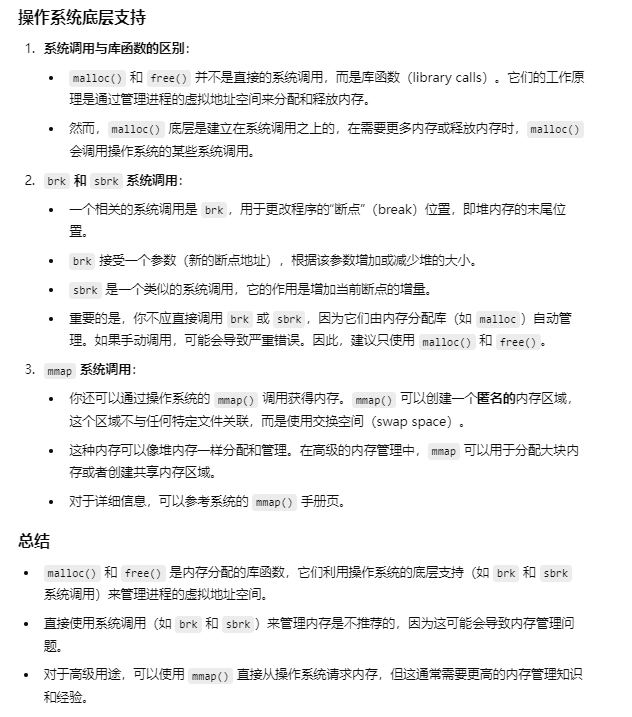 操作系统底层支持
1. 系统调用与库函数的区别：
• malloc() 和 free() 并不是直接的系统调用，而是库函数（library calls）。它们的工作原
理是通过管理进程的虚拟地址空间来分配和释放内存。
• 然而，malloc() 底层是建立在系统调用之上的，在需要更多内存或释放内存时，malloc()
会调用操作系统的某些系统调用。
2. brk 和 sbrk 系统调用：
• 一个相关的系统调用是 brk，用于更改程序的“断点”（break）位置，即堆内存的末尾位
置。
• brk 接受一个参数（新的断点地址），根据该参数增加或减少堆的大小。
• sbrk 是一个类似的系统调用，它的作用是增加当前断点的增量。
• 重要的是，你不应直接调用 brk 或 sbrk，因为它们由内存分配库（如 malloc）自动管
理。如果手动调用，可能会导致严重错误。因此，建议只使用 malloc() 和 free()。
3. mmap 系统调用：
• 你还可以通过操作系统的 mmap() 调用获得内存。mmap() 可以创建一个匿名的内存区域，
这个区域不与任何特定文件关联，而是使用交换空间（swap space）。
• 这种内存可以像堆内存一样分配和管理。在高级的内存管理中，mmap 可以用于分配大块内
存或者创建共享内存区域。
• 对于详细信息，可以参考系统的 mmap() 手册页。
总结
• malloc() 和 free() 是内存分配的库函数，它们利用操作系统的底层支持（如 brk 和 sbrk
系统调用）来管理进程的虚拟地址空间。
• 直接使用系统调用（如 brk 和 sbrk）来管理内存是不推荐的，因为这可能会导致内存管理问
题。
• 对于高级用途，可以使用 mmap() 直接从操作系统请求内存，但这通常需要更高的内存管理知识
和经验。